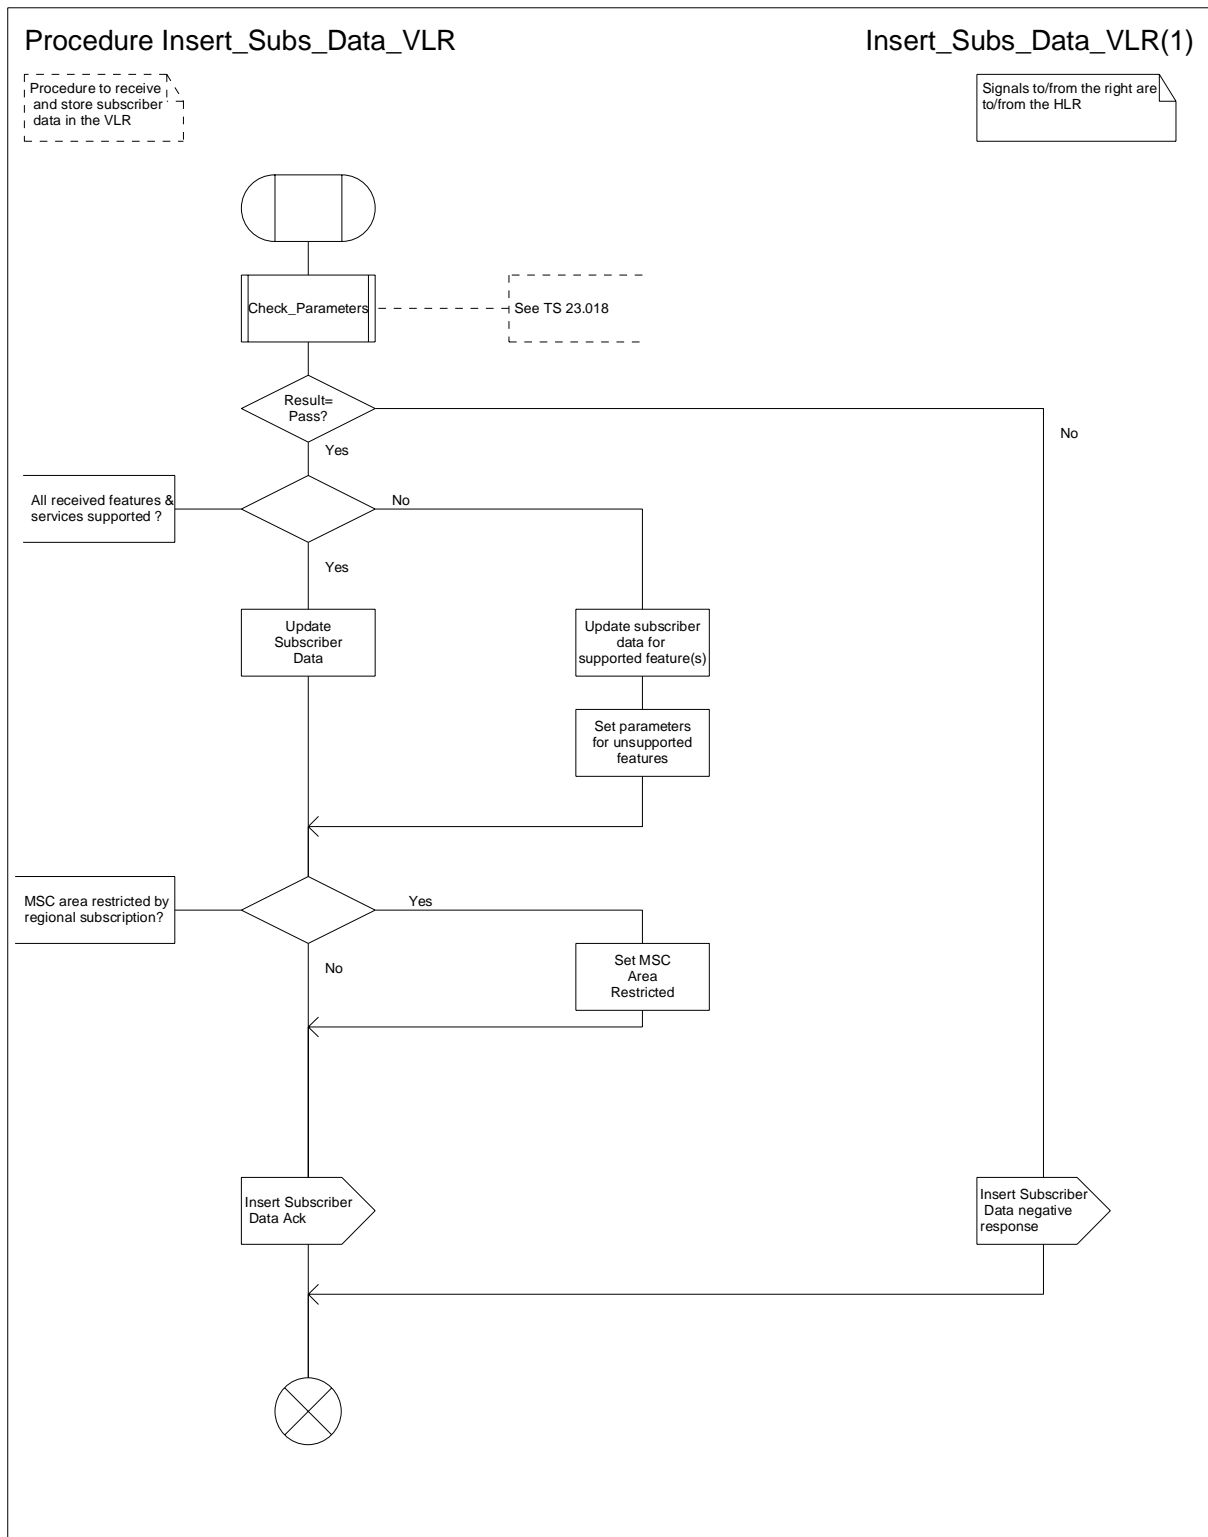 Procedure Insert_Subs_Data_VLR
Insert_Subs_Data_VLR(1)
Procedure to receive
and store subscriber
data in the VLR
Signals to/from the right are
to/from the HLR
Check_Parameters
See TS 23.018
Result=
Pass?
No
Yes
All received features &
services supported ?
No
Yes
Update
Subscriber
Data
Update subscriber
data for
supported feature(s)
Set parameters
for unsupported
features
MSC area restricted by
regional subscription?
Yes
No
Set MSC
Area
Restricted
Insert Subscriber
Data Ack
Insert Subscriber
Data negative
response